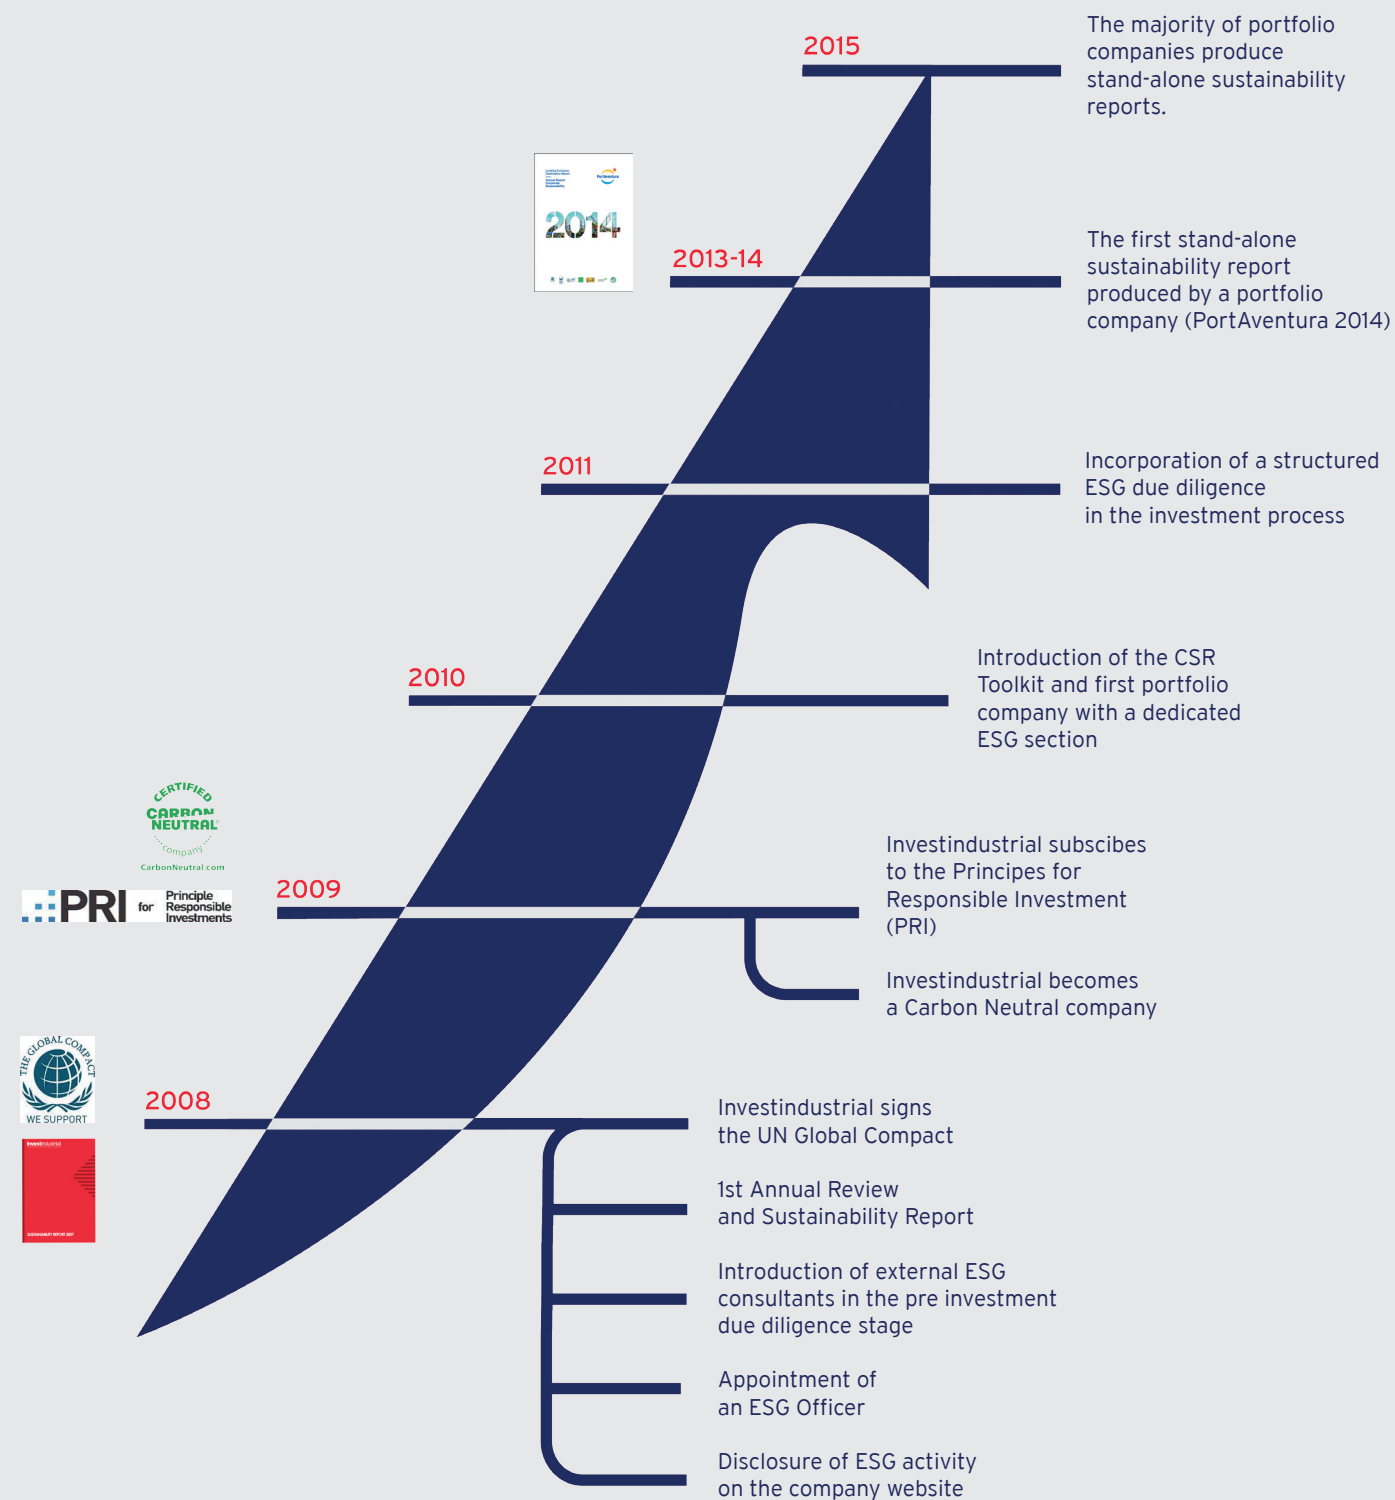 2015
The majority of portfolio
companies produce
stand-alone sustainability
reports.
PortAventura
2014
2013-14
The first stand-alone
sustainability report
produced by a portfolio
company (PortAventura 2014)
2011
Incorporation of a structured
ESG due diligence
in the investment process
2010
Introduction of the CSR
Toolkit and first portfolio
company with a dedicated
ESG section
CERTIFIED
CARBON
NEUTRAL
company
CarbonNeutral.com
PRI for Principle
Responsible
Investments
2009
Investindustrial subscibes
to the Principes for
Responsible Investment
(PRI)
Investindustrial becomes
a Carbon Neutral company
THE GLOBAL COMPACT
WE SUPPORT
investindustrial
SUSTAINABILITY REPORT 2007
2008
Investindustrial signs
the UN Global Compact
1st Annual Review
and Sustainability Report
Introduction of external ESG
consultants in the pre investment
due diligence stage
Appointment of
an ESG Officer
Disclosure of ESG activity
on the company website